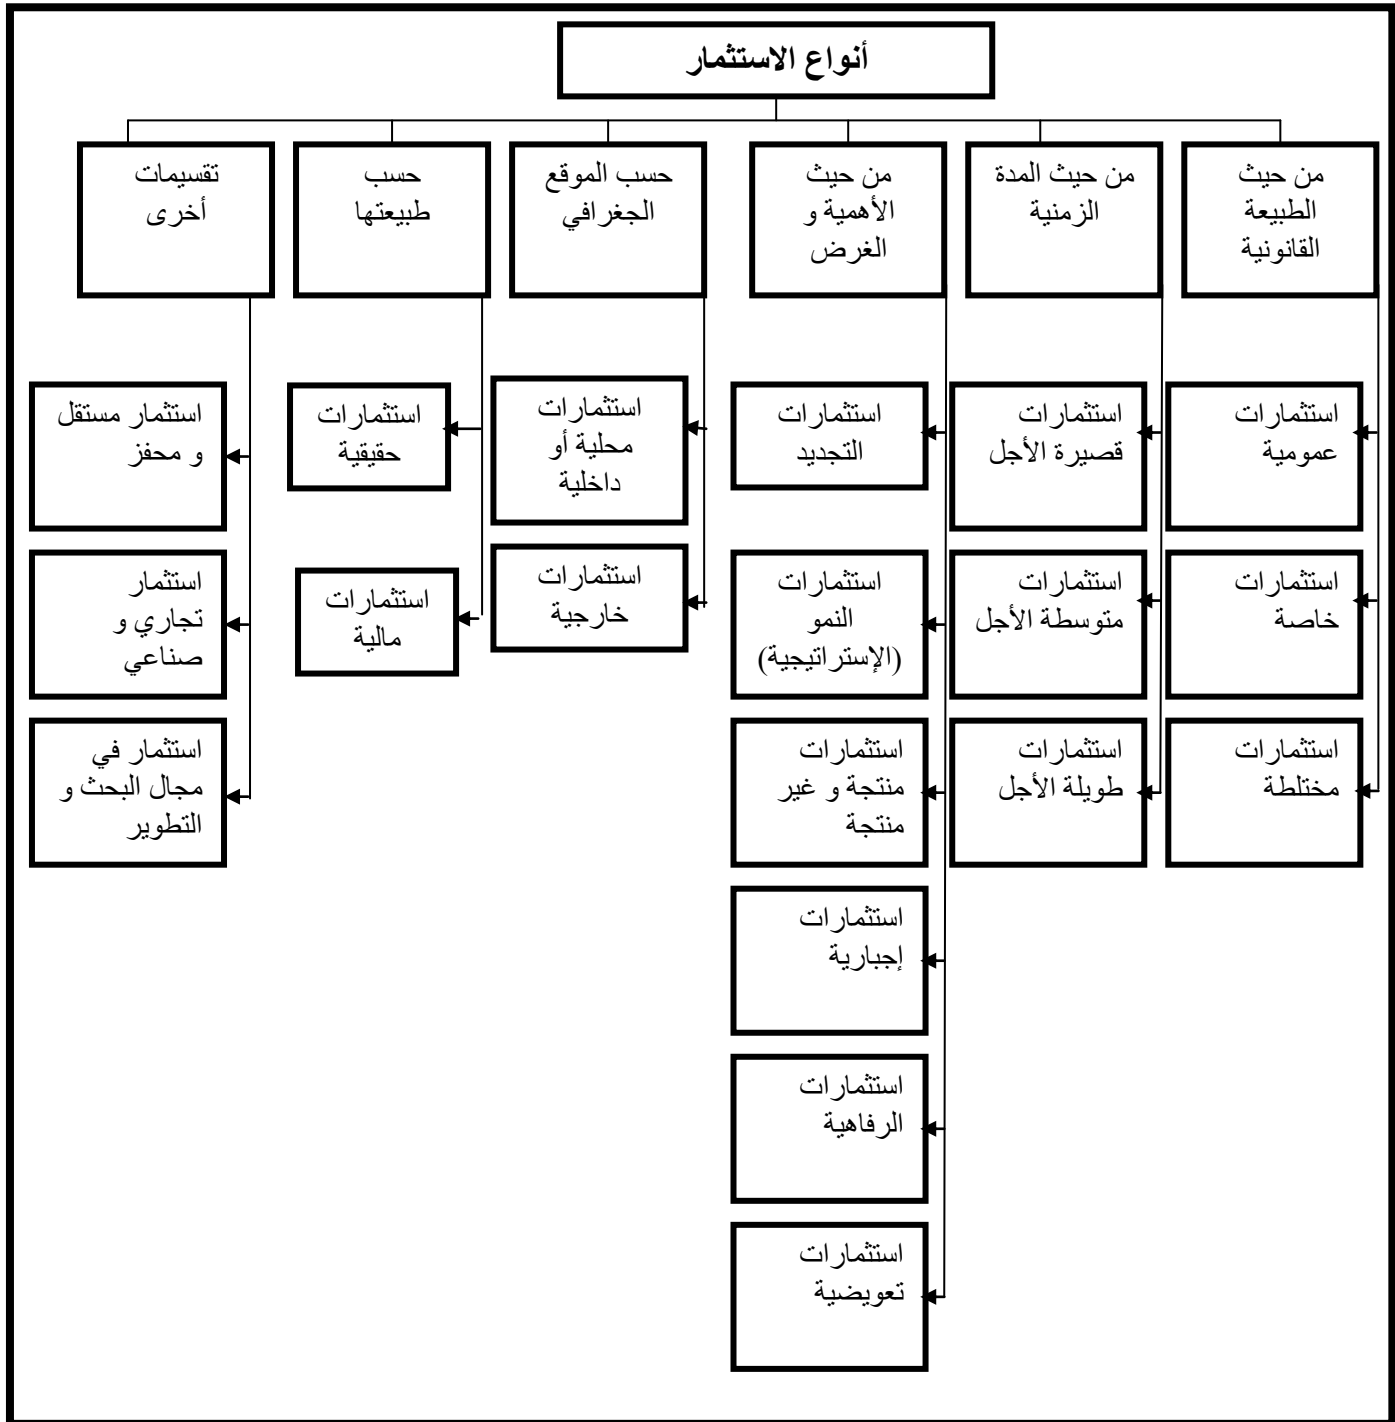 أنواع الاستثمار
من حيث
الطبيعة
القانونية
من حيث المدة
الزمنية
من حيث
الأهمية و
الغرض
حسب الموقع
الجغرافي
حسب
طبيعتها
تقسيمات
أخرى
استثمارات
عمومية
استثمارات
خاصة
استثمارات
مختلطة
استثمارات
قصيرة الأجل
استثمارات
متوسطة الأجل
استثمارات
طويلة الأجل
استثمارات
التجديد
استثمارات
النمو
(الإستراتيجية)
استثمارات
منتجة و غير
منتجة
استثمارات
إجبارية
استثمارات
الرفاهية
استثمارات
تعويضية
استثمارات
محلية أو
داخلية
استثمارات
خارجية
استثمارات
حقيقية
استثمارات
مالية
استثمار مستقل
و محفز
استثمار
تجاري و
صناعي
استثمار في
مجال البحث و
التطوير